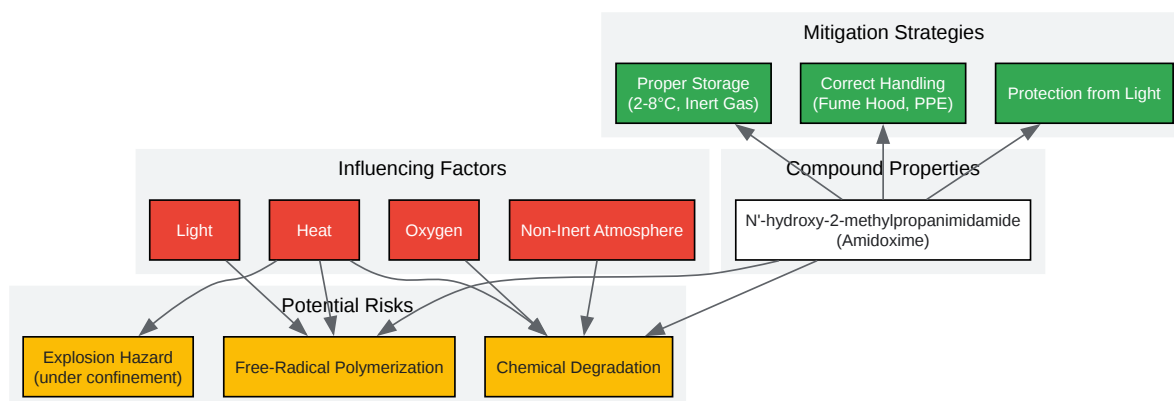 Mitigation Strategies
Proper Storage
(2-8°C, Inert Gas)
Correct Handling
(Fume Hood, PPE)
Protection from Light
Influencing Factors
Compound Properties
Light
Heat
Oxygen
Non-Inert Atmosphere
N'-hydroxy-2-methylpropanimidamide
(Amidoxime)
Potential Risks
Explosion Hazard
(under confinement)
Free-Radical Polymerization
Chemical Degradation